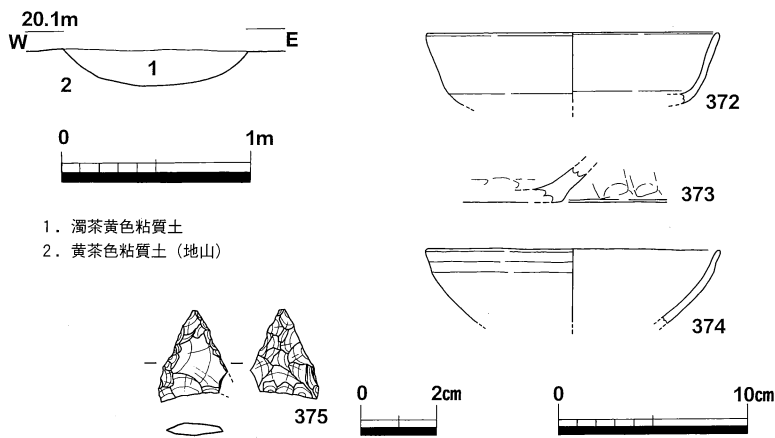 20.1m
W E
1
2
0 1m
1. 濁茶黄色粘質土
2. 黄茶色粘質土（地山）
372
373
374
375
0 2cm
0 10cm